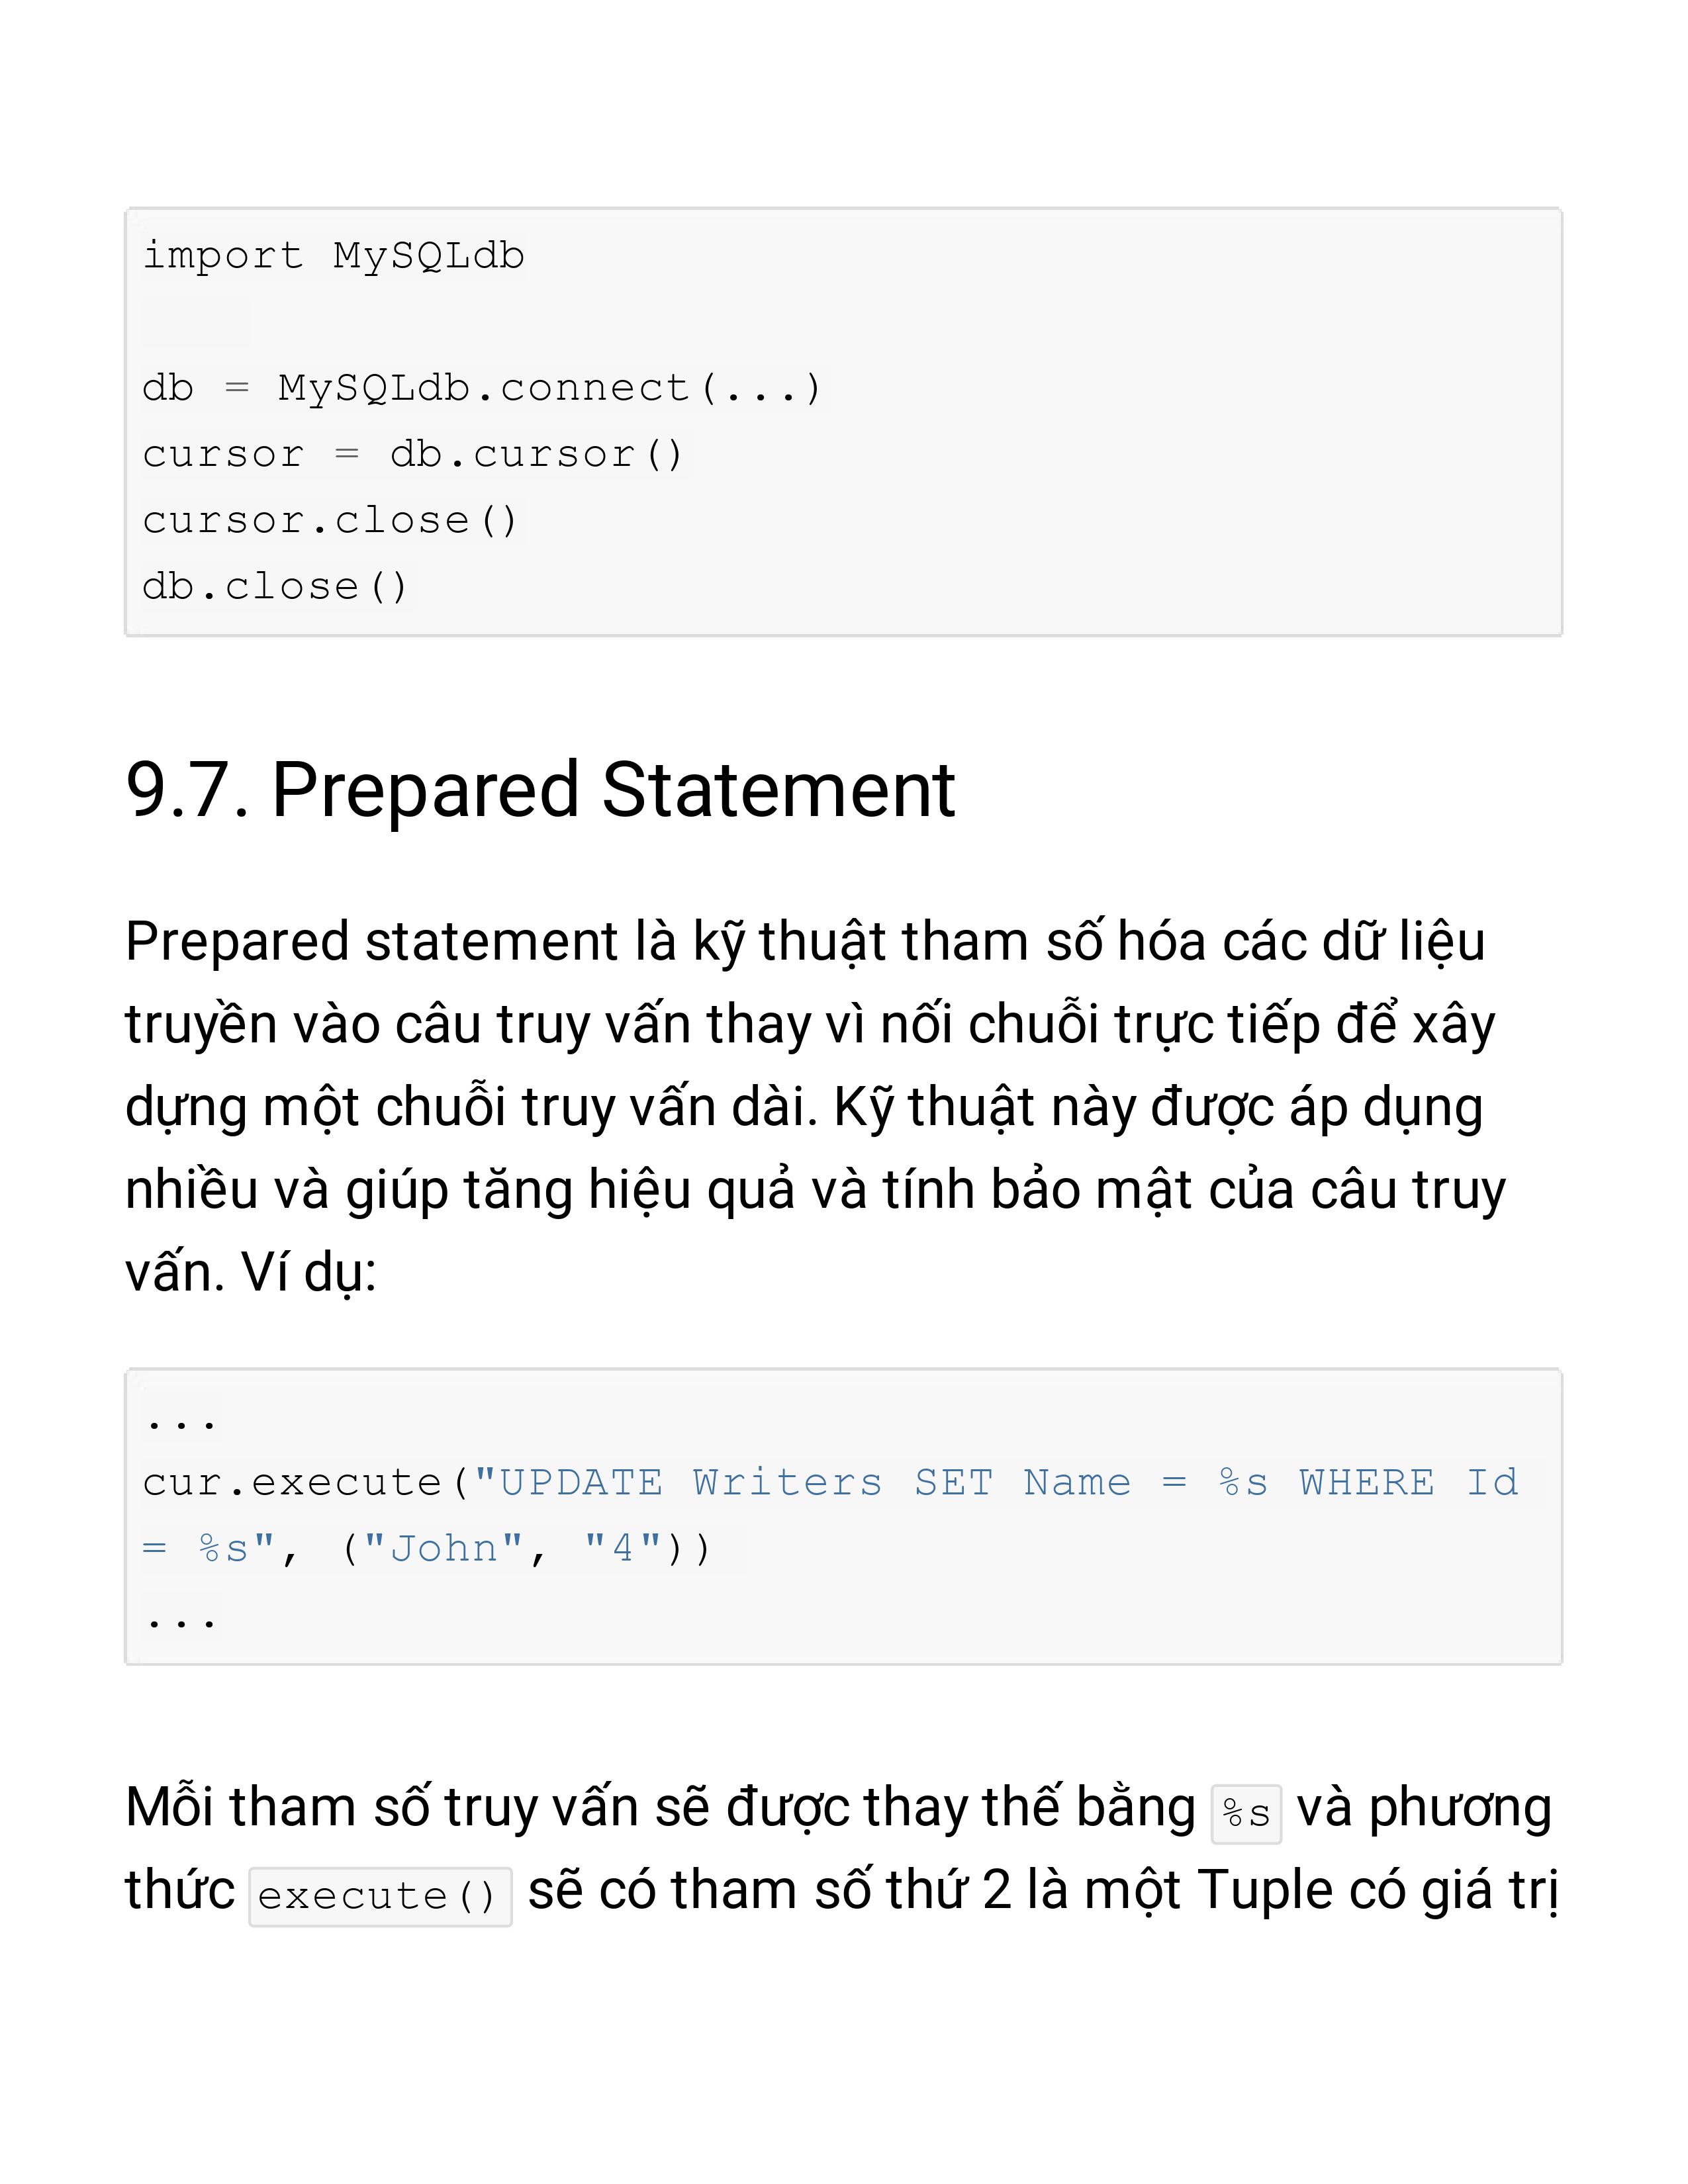 import MySQLdb
db = MySQLdb.connect(...)
cursor = db.cursor()
cursor.close()
db.close()
9.7. Prepared Statement
Prepared statement là kỹ thuật tham số hóa các dữ liệu
truyền vào câu truy vấn thay vì nối chuỗi trực tiếp để xây
dựng một chuỗi truy vấn dài. Kỹ thuật này được áp dụng
nhiều và giúp tăng hiệu quả và tính bảo mật của câu truy
vấn. Ví dụ:
...
cur.execute("UPDATE Writers SET Name = %s WHERE Id
= %s", ("John", "4"))
...
Mỗi tham số truy vấn sẽ được thay thế bằng %s và phương
thức execute() sẽ có tham số thứ 2 là một Tuple có giá trị